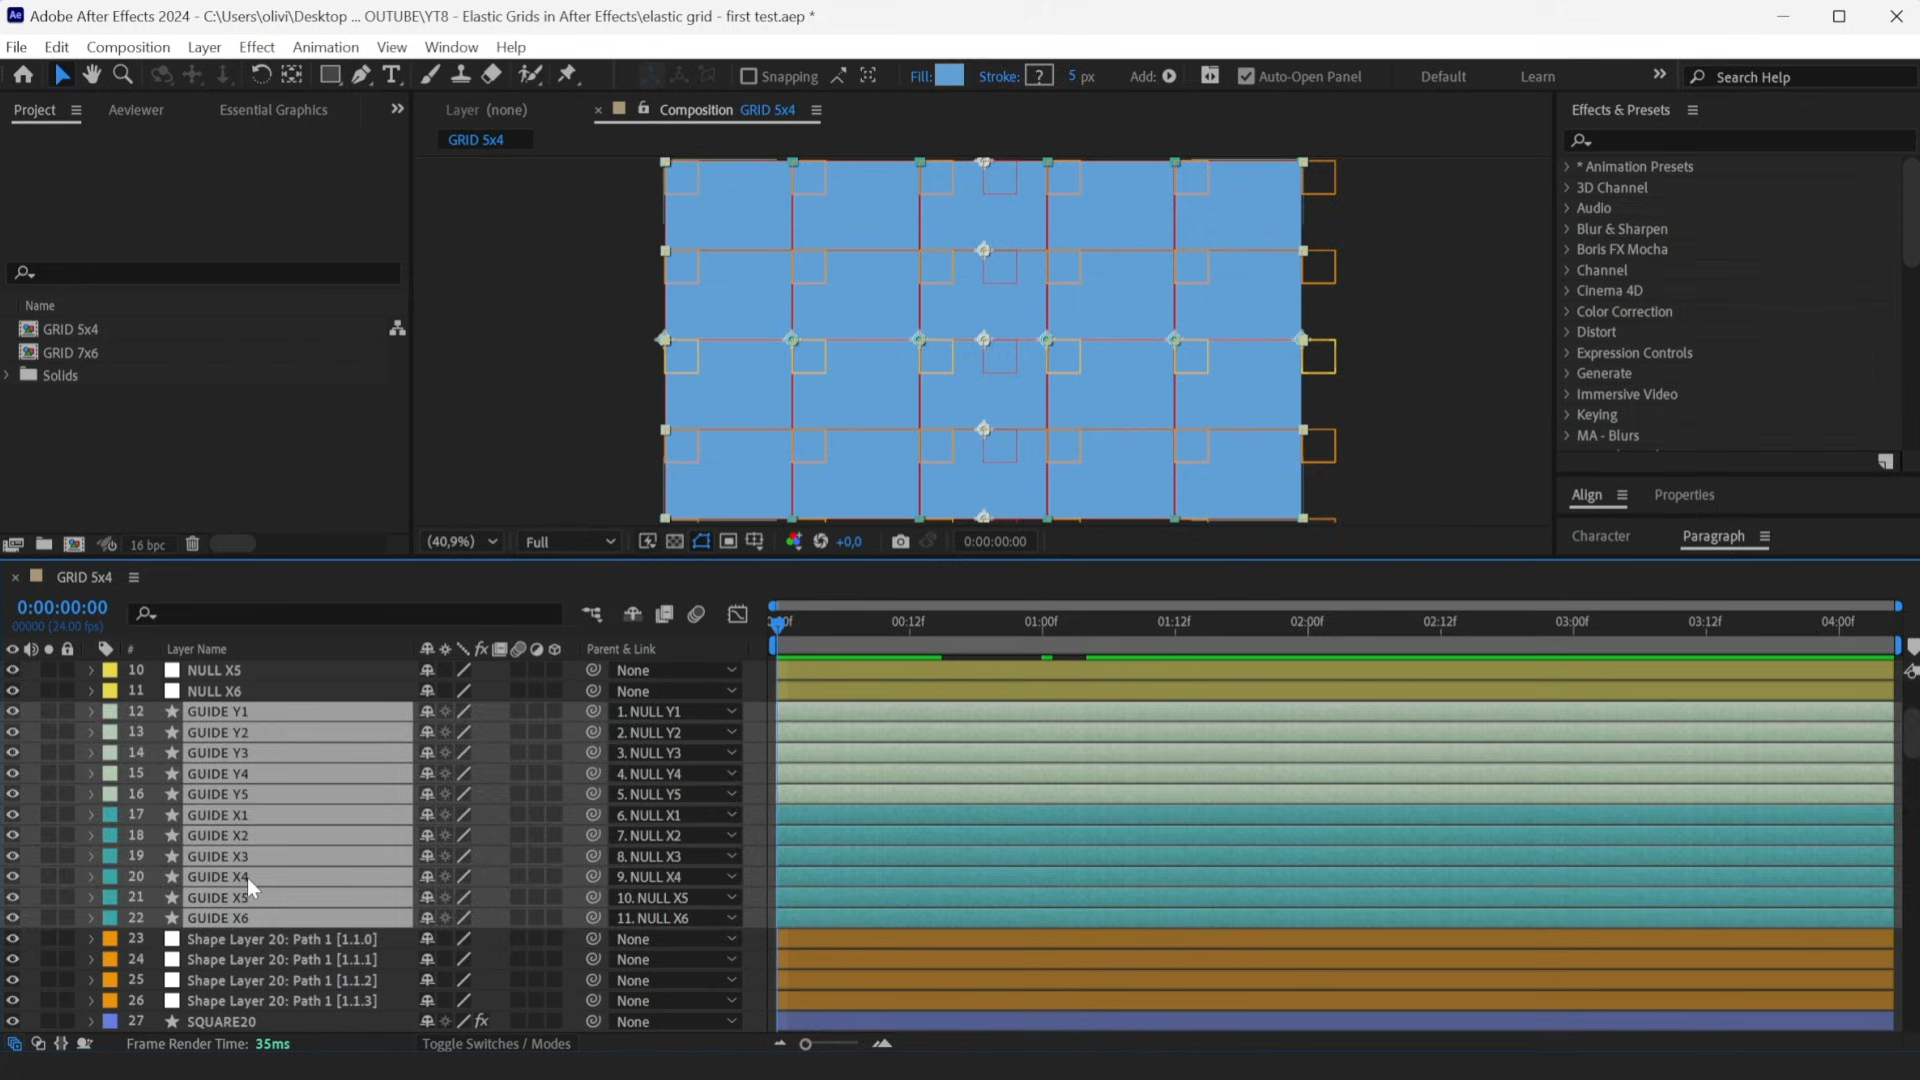 Adobe After Effects 2024 - C:\Users\olivi\Desktop ... OUTUBE\YT8 - Elastic Grids in After Effects\elastic grid - first test.aep *
File Edit Composition Layer Effect Animation View Window Help
Snapping Fill: Stroke: ? 5 px Add: Auto-Open Panel Default Learn Search Help
Project Aeviewer Essential Graphics
Layer (none) Composition GRID 5x4
GRID 5x4
Effects & Presets
* Animation Presets
3D Channel
Audio
Blur & Sharpen
Boris FX Mocha
Channel
Cinema 4D
Color Correction
Distort
Expression Controls
Generate
Immersive Video
Keying
MA - Blurs
Name
GRID 5x4
GRID 7x6
Solids
16 bpc
(40,9%) Full +0,0 0:00:00:00
Align Properties
Character Paragraph
GRID 5x4
0:00:00:00
00000 (24.00 fps)
00:12f 01:00f 01:12f 02:00f 02:12f 03:00f 03:12f 04:00f
# Layer Name fx Parent & Link
10 NULL X5 None
11 NULL X6 None
12 GUIDE Y1 1. NULL Y1
13 GUIDE Y2 2. NULL Y2
14 GUIDE Y3 3. NULL Y3
15 GUIDE Y4 4. NULL Y4
16 GUIDE Y5 5. NULL Y5
17 GUIDE X1 6. NULL X1
18 GUIDE X2 7. NULL X2
19 GUIDE X3 8. NULL X3
20 GUIDE X4 9. NULL X4
21 GUIDE X5 10. NULL X5
22 GUIDE X6 11. NULL X6
23 Shape Layer 20: Path 1 [1.1.0] None
24 Shape Layer 20: Path 1 [1.1.1] None
25 Shape Layer 20: Path 1 [1.1.2] None
26 Shape Layer 20: Path 1 [1.1.3] None
27 SQUARE20 fx None
Frame Render Time: 35ms Toggle Switches / Modes